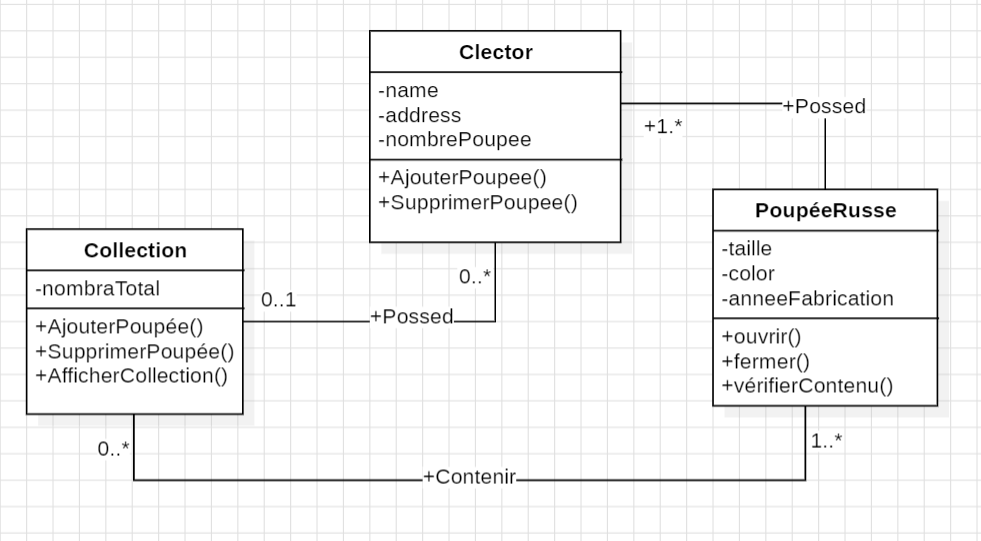 Clector
-name
-address
-nombrePoupee
+AjouterPoupee()
+SupprimerPoupee()
+Possed
+1.*
PoupéeRusse
-taille
-color
-anneeFabrication
+ouvrir()
+fermer()
+vérifierContenu()
Collection
-nombraTotal
+AjouterPoupée()
+SupprimerPoupée()
+AfficherCollection()
0..1
+Possed
0..*
0..*
+Contenir
1..*